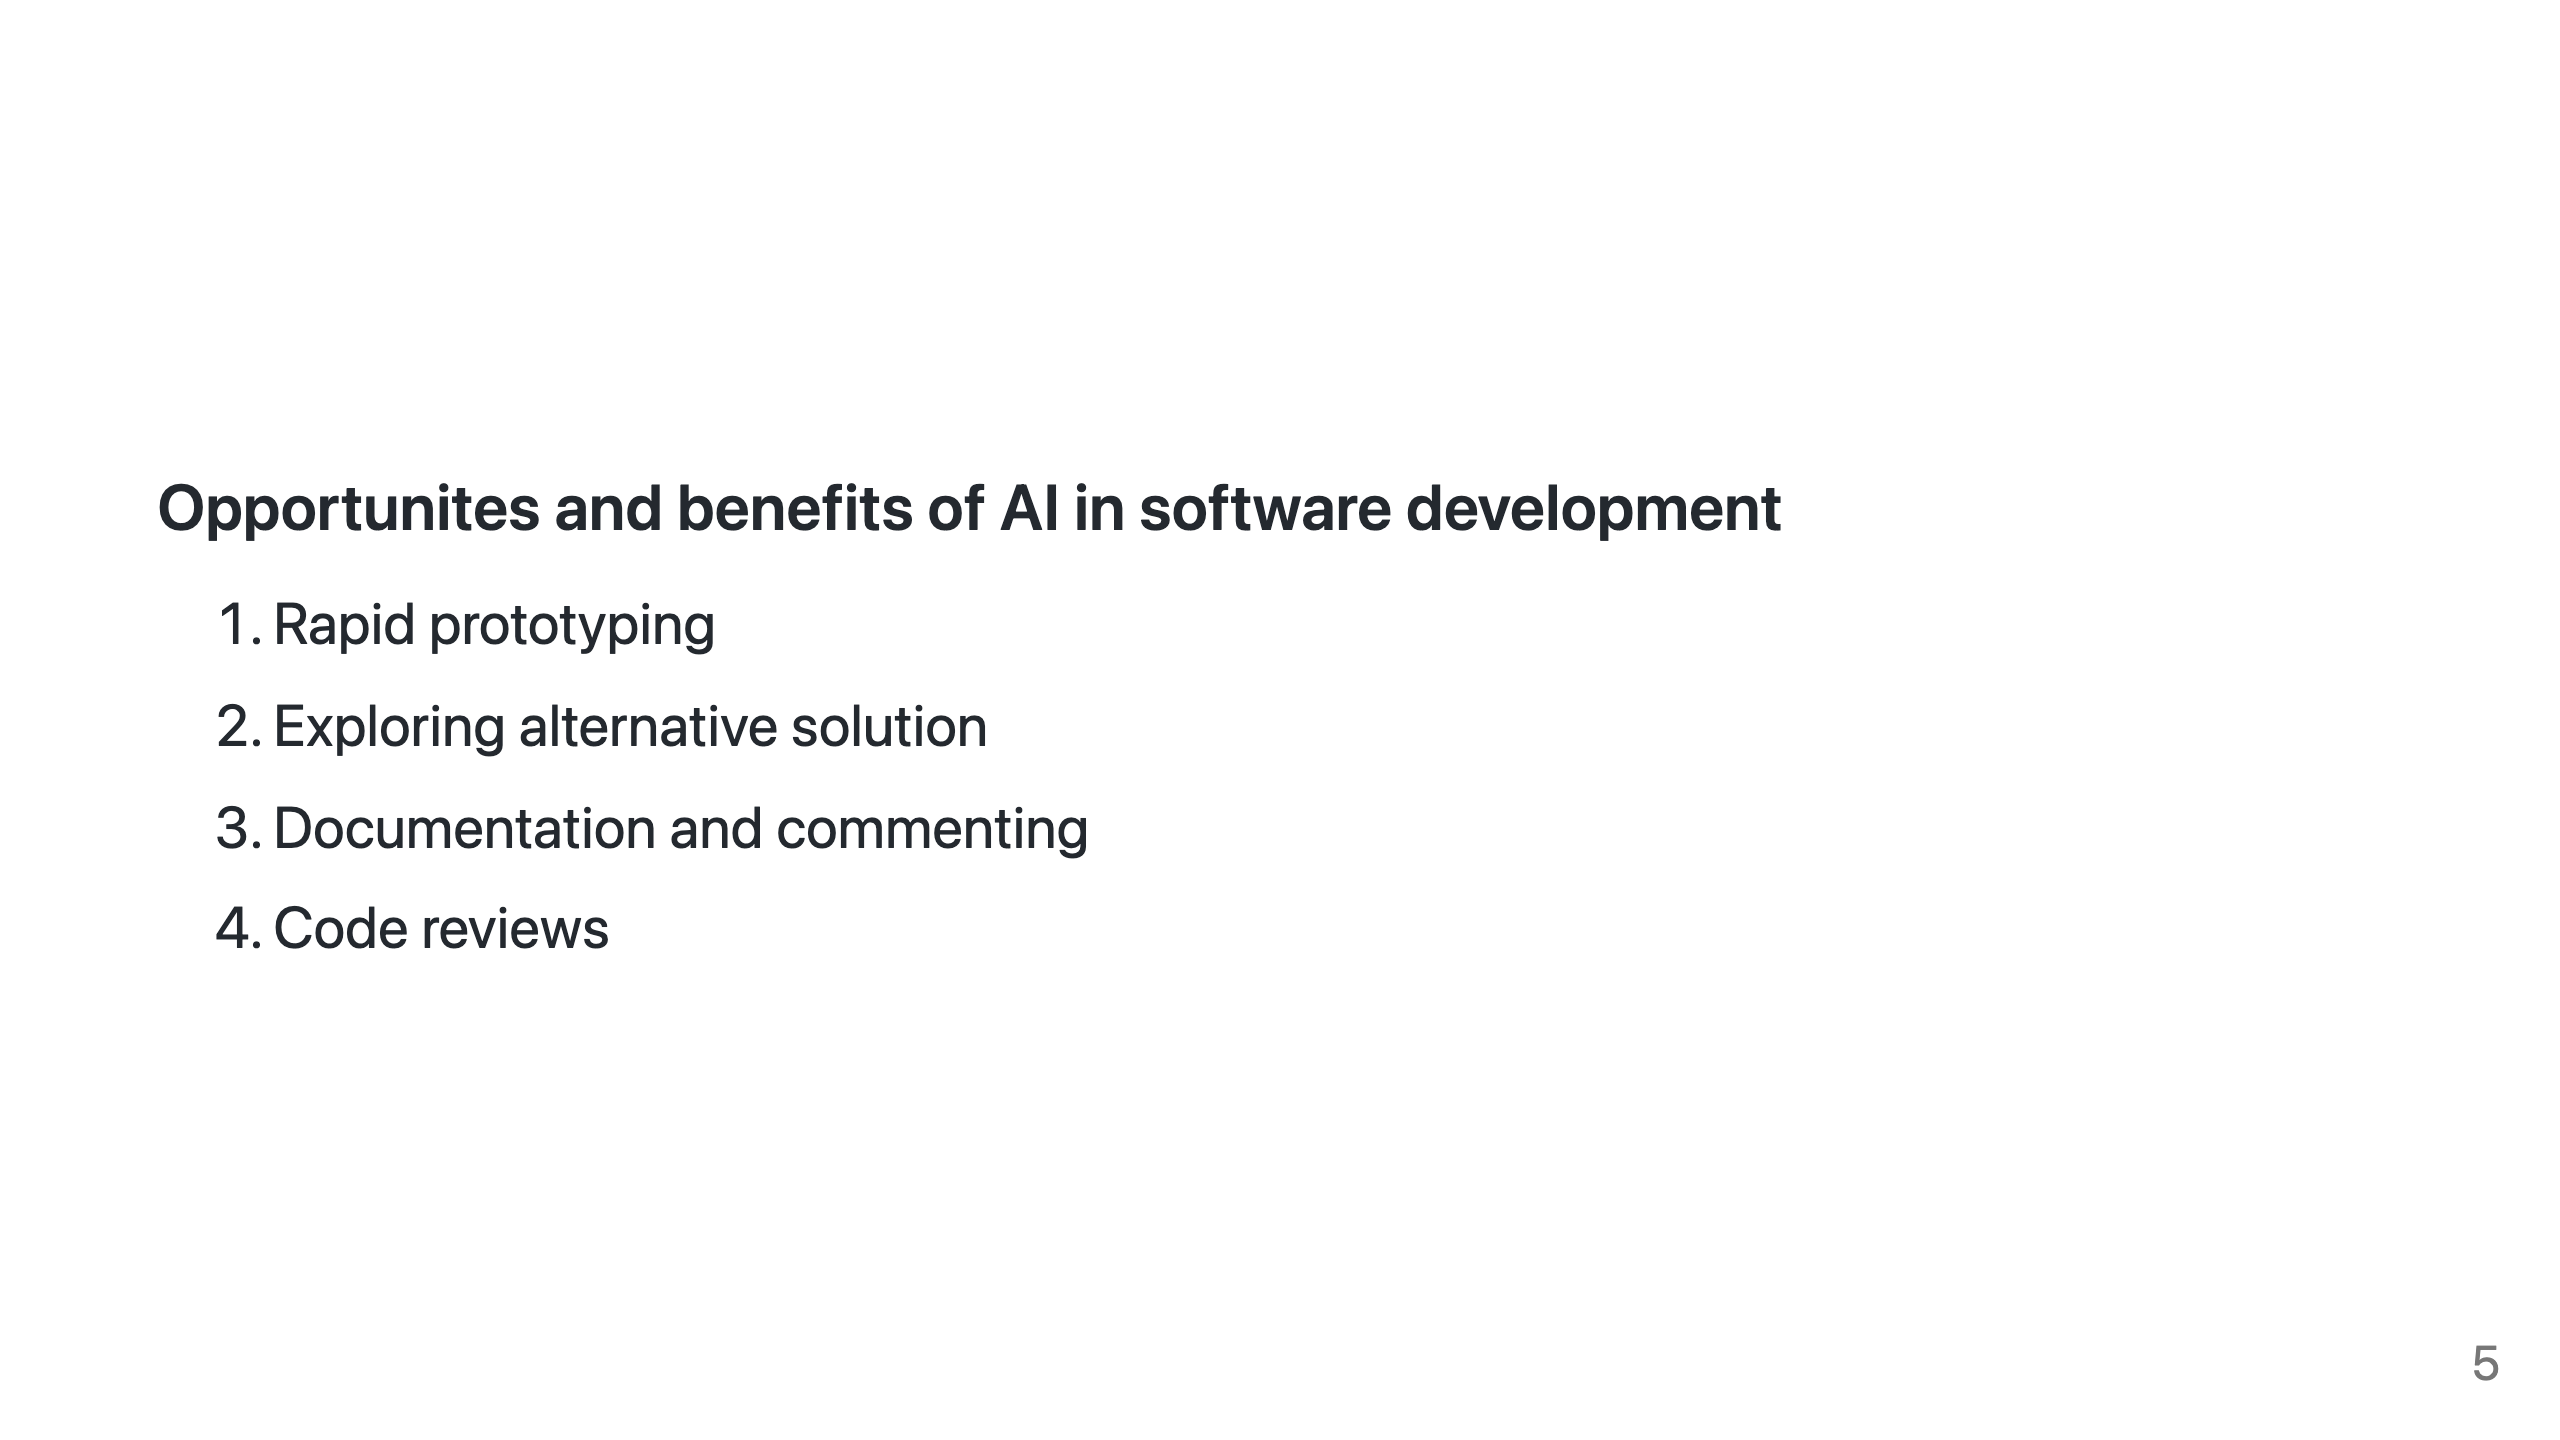 Opportunites and benefits of AI in software development
1. Rapid prototyping
2. Exploring alternative solution
3. Documentation and commenting
4. Code reviews
5